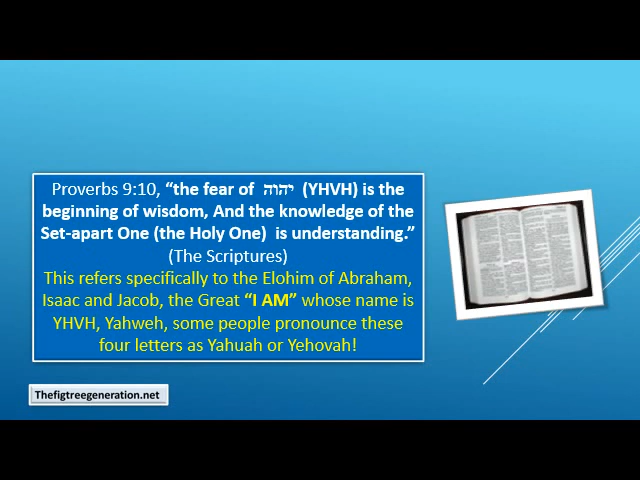 Proverbs 9:10, “the fear of יהוה (YHVH) is the
beginning of wisdom, And the knowledge of the
Set-apart One (the Holy One) is understanding.”
(The Scriptures)
This refers specifically to the Elohim of Abraham,
Isaac and Jacob, the Great “I AM” whose name is
YHVH, Yahweh, some people pronounce these
four letters as Yahuah or Yehovah!
Thefigtreegeneration.net